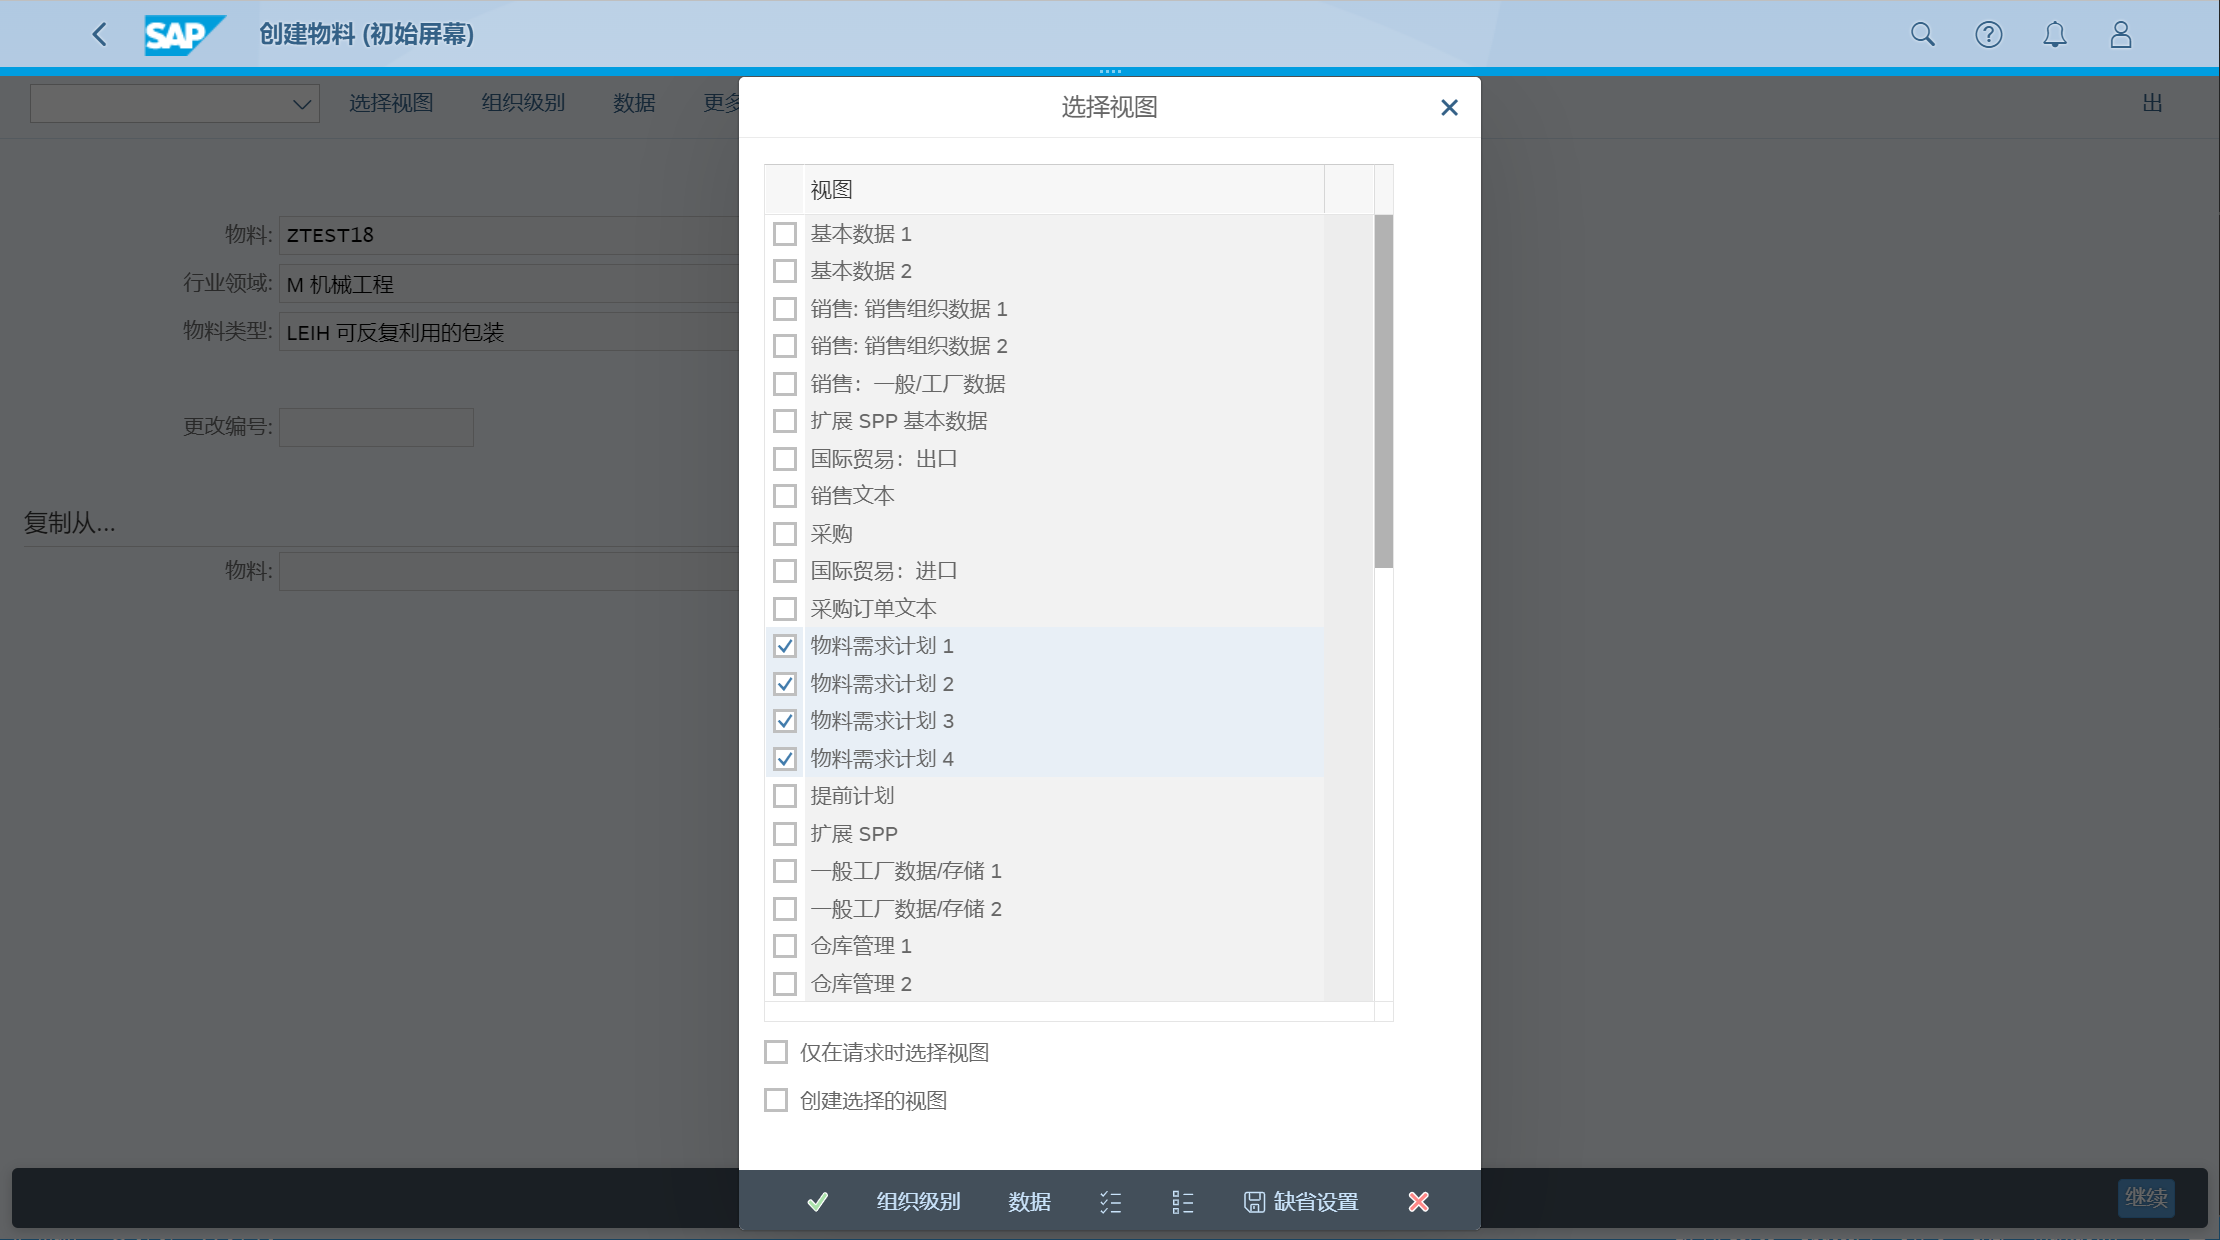 SAP 创建物料 (初始屏幕)
选择视图 组织级别 数据 更多 出
选择视图
视图
物料: ZTEST18
行业领域: M 机械工程
物料类型: LEIH 可反复利用的包装
更改编号:
复制从...
物料:
基本数据 1
基本数据 2
销售: 销售组织数据 1
销售: 销售组织数据 2
销售：一般/工厂数据
扩展 SPP 基本数据
国际贸易：出口
销售文本
采购
国际贸易：进口
采购订单文本
物料需求计划 1
物料需求计划 2
物料需求计划 3
物料需求计划 4
提前计划
扩展 SPP
一般工厂数据/存储 1
一般工厂数据/存储 2
仓库管理 1
仓库管理 2
仅在请求时选择视图
创建选择的视图
组织级别 数据 缺省设置
继续